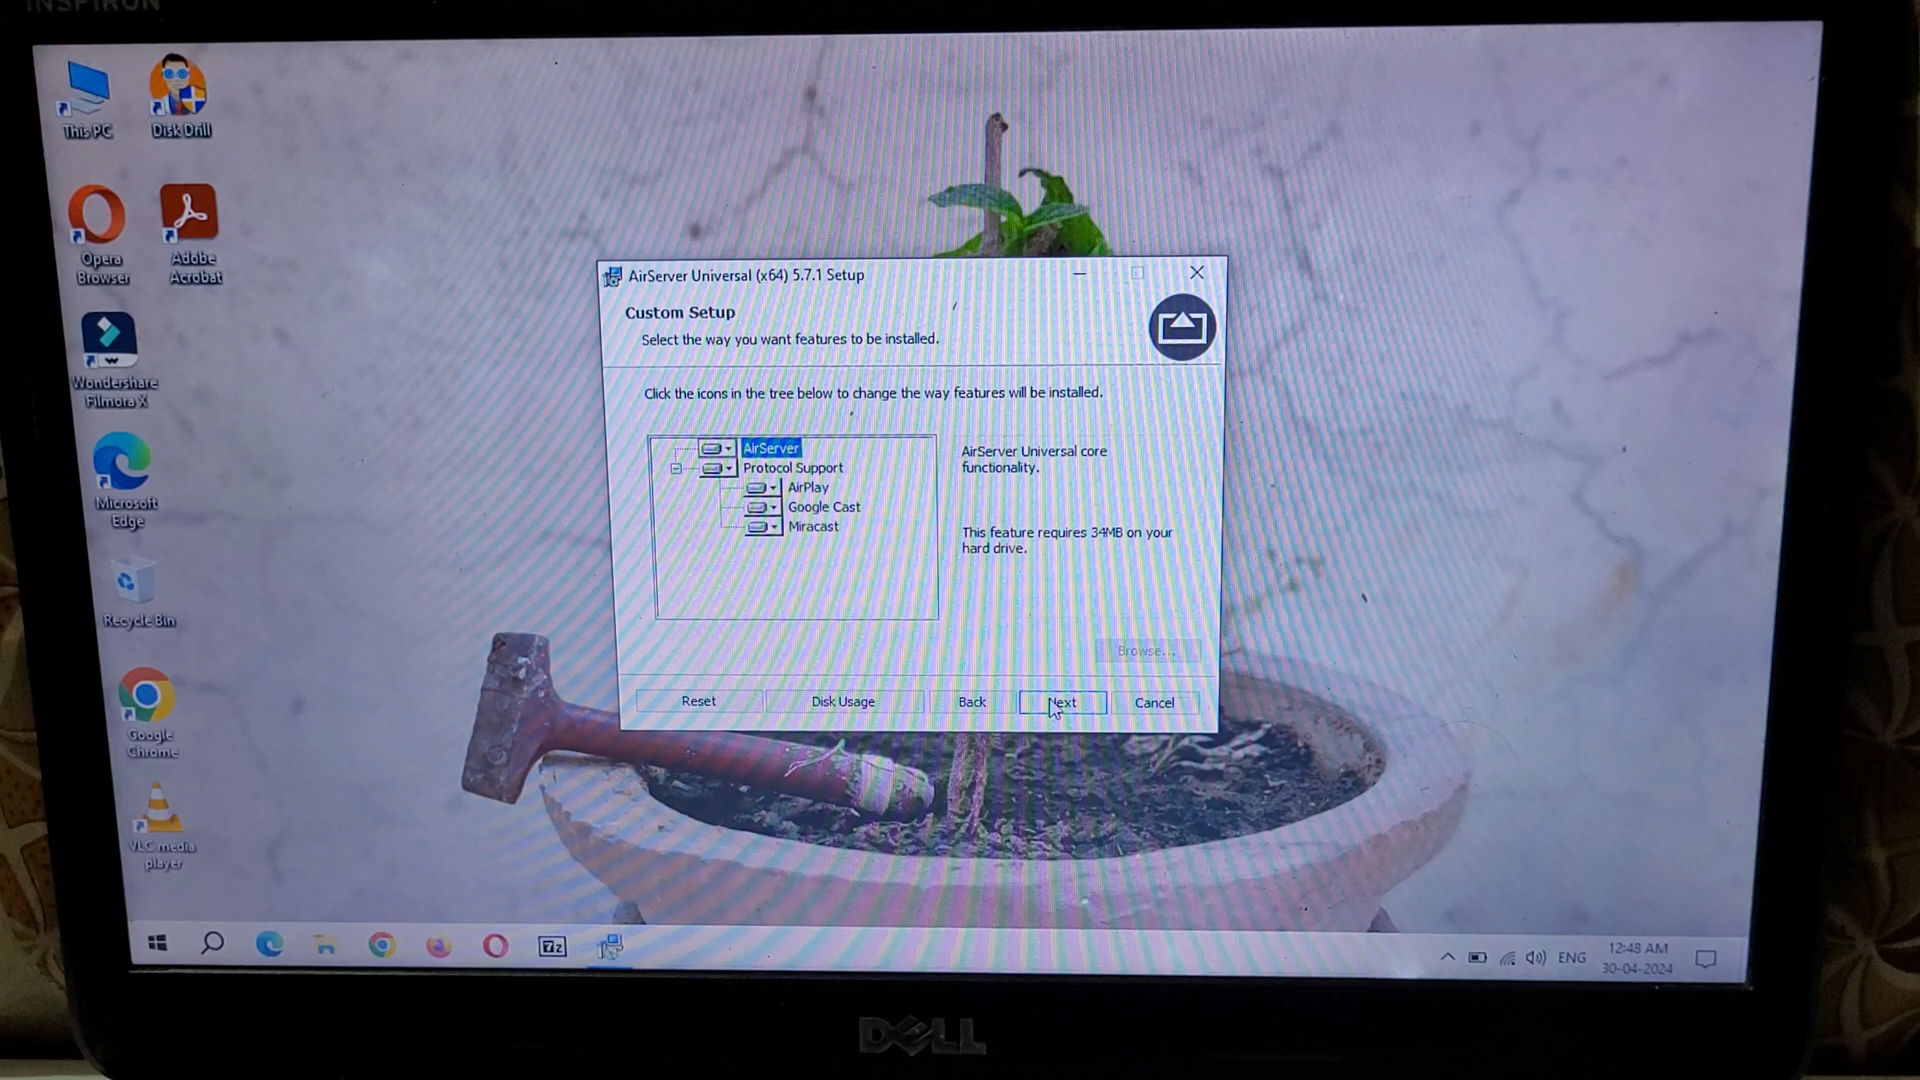 INSPIRON
This PC
Disk Drill
Opera
Browser
Adobe
Acrobat
Wondershare
Filmora X
Microsoft
Edge
Recycle Bin
Google
Chrome
VLC media
player
AirServer Universal (x64) 5.7.1 Setup
Custom Setup
Select the way you want features to be installed.
Click the icons in the tree below to change the way features will be installed.
AirServer
Protocol Support
AirPlay
Google Cast
Miracast
AirServer Universal core
functionality.
This feature requires 34MB on your
hard drive.
Browse...
Reset
Disk Usage
Back
Next
Cancel
7z
ENG
12:48 AM
30-04-2024
DELL